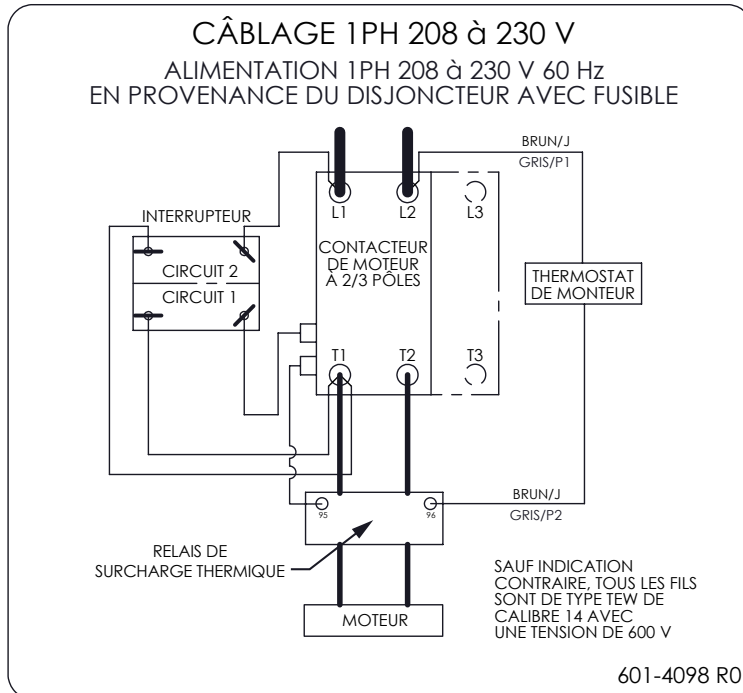 CÂBLAGE 1PH 208 à 230 V
ALIMENTATION 1PH 208 à 230 V 60 Hz
EN PROVENANCE DU DISJONCTEUR AVEC FUSIBLE
BRUN/J
GRIS/P1
L1
L2
L3
INTERRUPTEUR
CIRCUIT 2
CIRCUIT 1
CONTACTEUR
DE MOTEUR
À 2/3 PÔLES
THERMOSTAT
DE MONTEUR
T1
T2
T3
BRUN/J
GRIS/P2
95
96
RELAIS DE
SURCHARGE THERMIQUE
MOTEUR
SAUF INDICATION
CONTRAIRE, TOUS LES FILS
SONT DE TYPE TEW DE
CALIBRE 14 AVEC
UNE TENSION DE 600 V
601-4098 R0